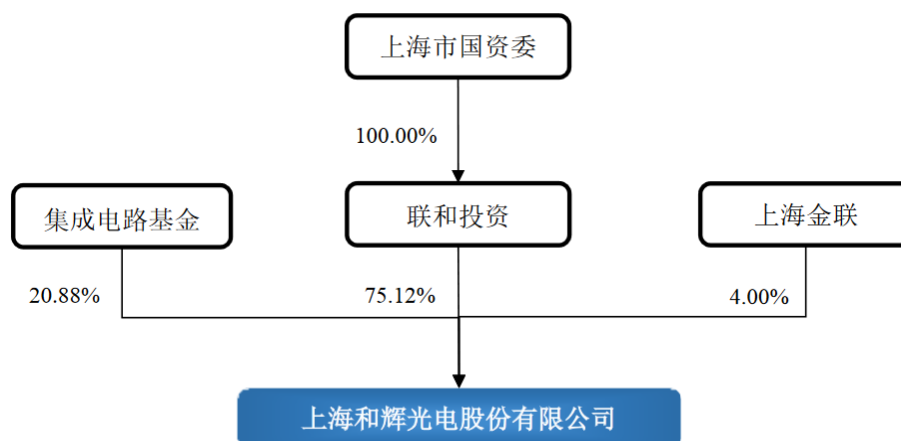 上海市国资委
100.00%
集成电路基金
联和投资
上海金联
20.88%
75.12%
4.00%
上海和辉光电股份有限公司